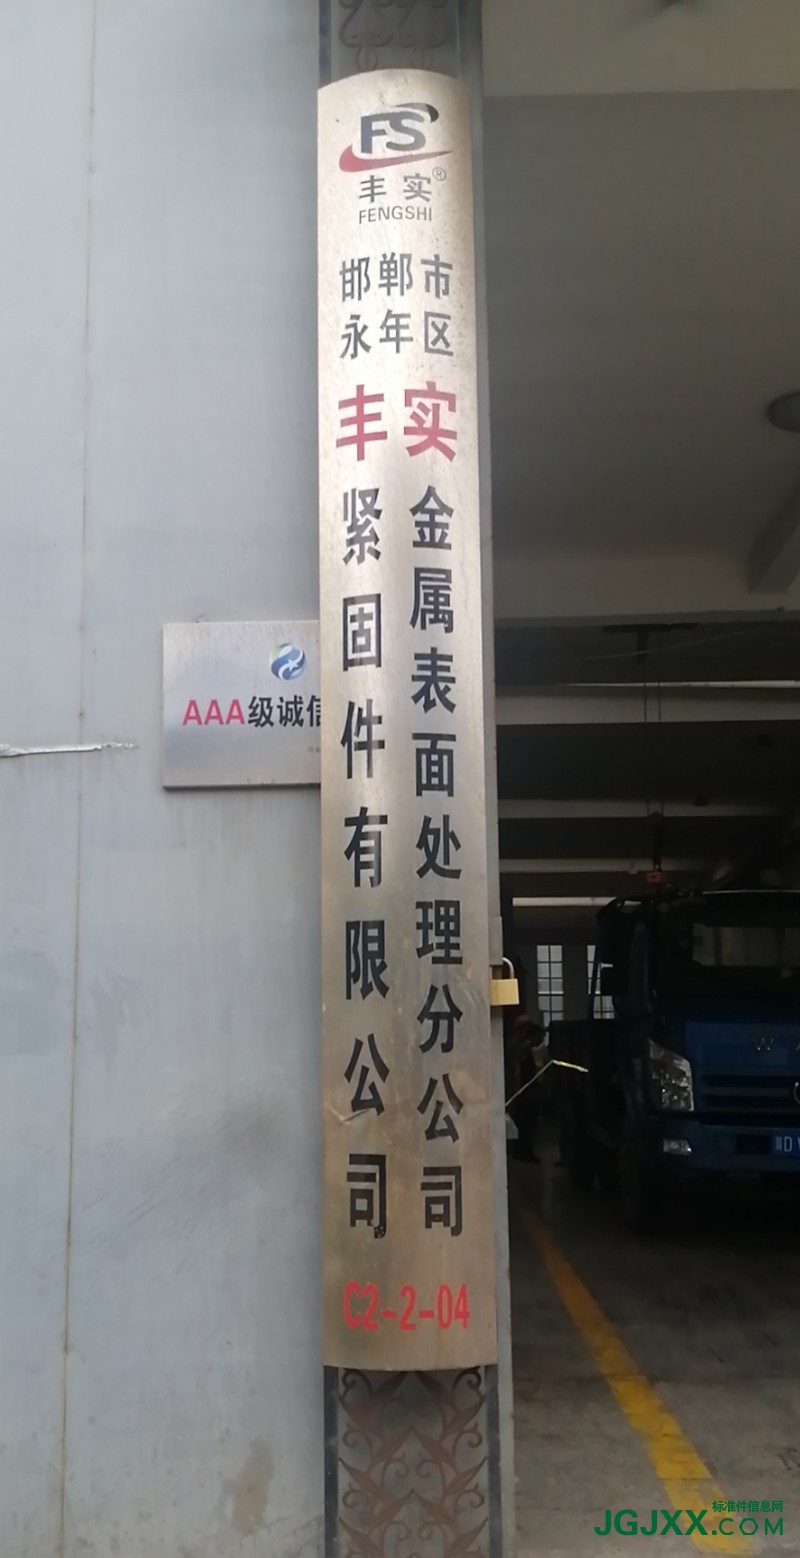 FS
丰实®
FENGSHI
邯郸市
永年区
丰实
紧固件有限公司
金属表面处理分公司
C2-2-04
AAA级诚信
标准件信息网
JGJXX.COM